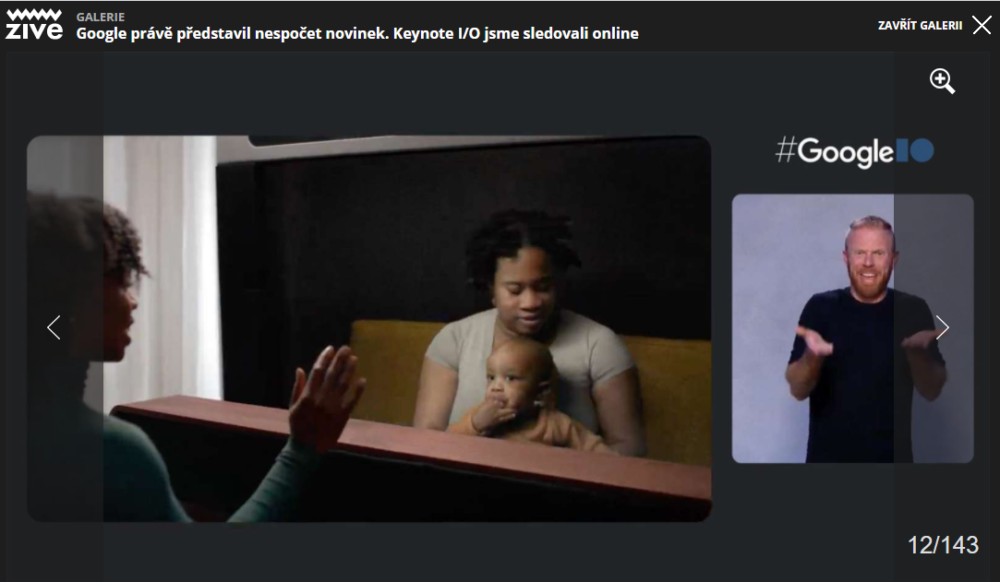 zive
GALERIE
Google právě představil nespočet novinek. Keynote I/O jsme sledovali online
ZAVŘÍT GALERII
#GoogleIO
12/143